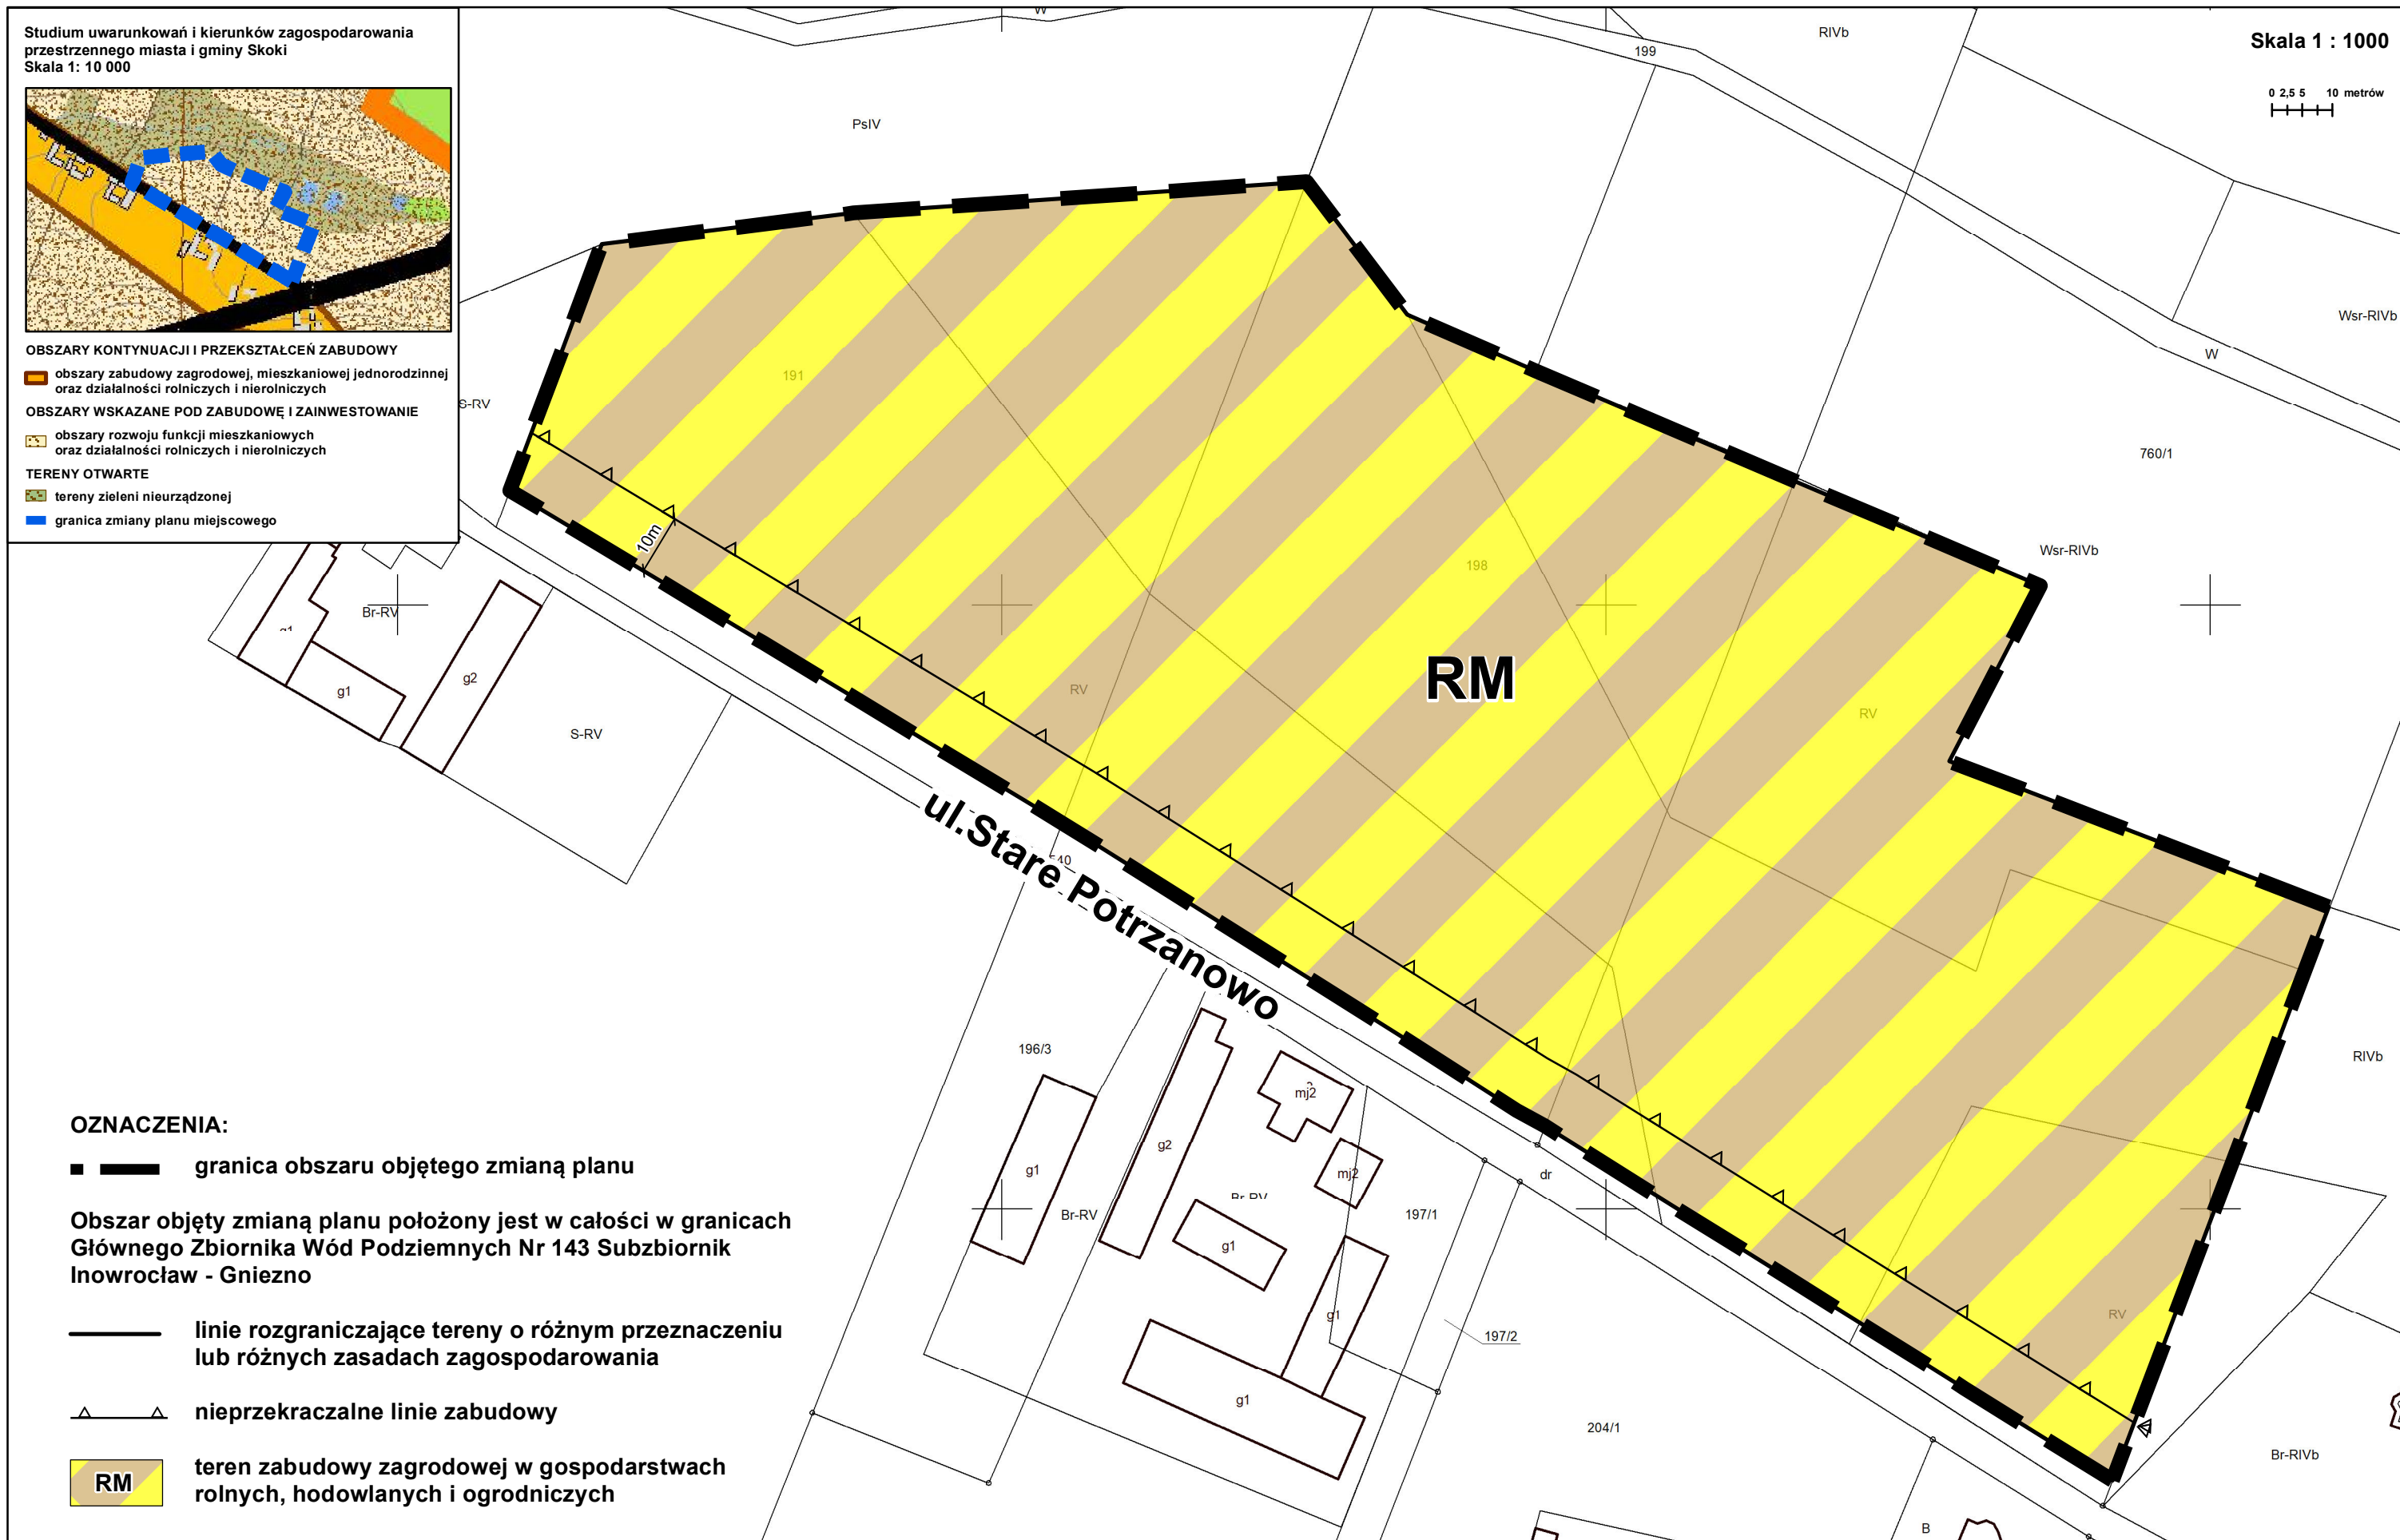 Studium uwarunkowań i kierunków zagospodarowania
przestrzennego miasta i gminy Skoki
Skala 1: 10 000
OBSZARY KONTYNUACJI I PRZEKSZTAŁCEŃ ZABUDOWY
obszary zabudowy zagrodowej, mieszkaniowej jednorodzinnej
oraz działalności rolniczych i nierolniczych
OBSZARY WSKAZANE POD ZABUDOWĘ I ZAINWESTOWANIE
obszary rozwoju funkcji mieszkaniowych
oraz działalności rolniczych i nierolniczych
TERENY OTWARTE
tereny zieleni nieurządzonej
granica zmiany planu miejscowego
Skala 1 : 1000
0 2,5 5 10 metrów
W
199
RIVb
PsIV
Wsr-RIVb
W
191
S-RV
760/1
10m
198
Wsr-RIVb
Br-RV
g1
g1
g2
S-RV
RV
RM
RV
540
ul.Stare Potrzanowo
196/3
RIVb
mj2
g2
g1
mj2
dr
Br-RV
Br-RV
197/1
g1
g1
197/2
RV
g1
204/1
Br-RIVb
B
OZNACZENIA:
granica obszaru objętego zmianą planu
Obszar objęty zmianą planu położony jest w całości w granicach
Głównego Zbiornika Wód Podziemnych Nr 143 Subzbiornik
Inowrocław - Gniezno
linie rozgraniczające tereny o różnym przeznaczeniu
lub różnych zasadach zagospodarowania
nieprzekraczalne linie zabudowy
RM
teren zabudowy zagrodowej w gospodarstwach
rolnych, hodowlanych i ogrodniczych